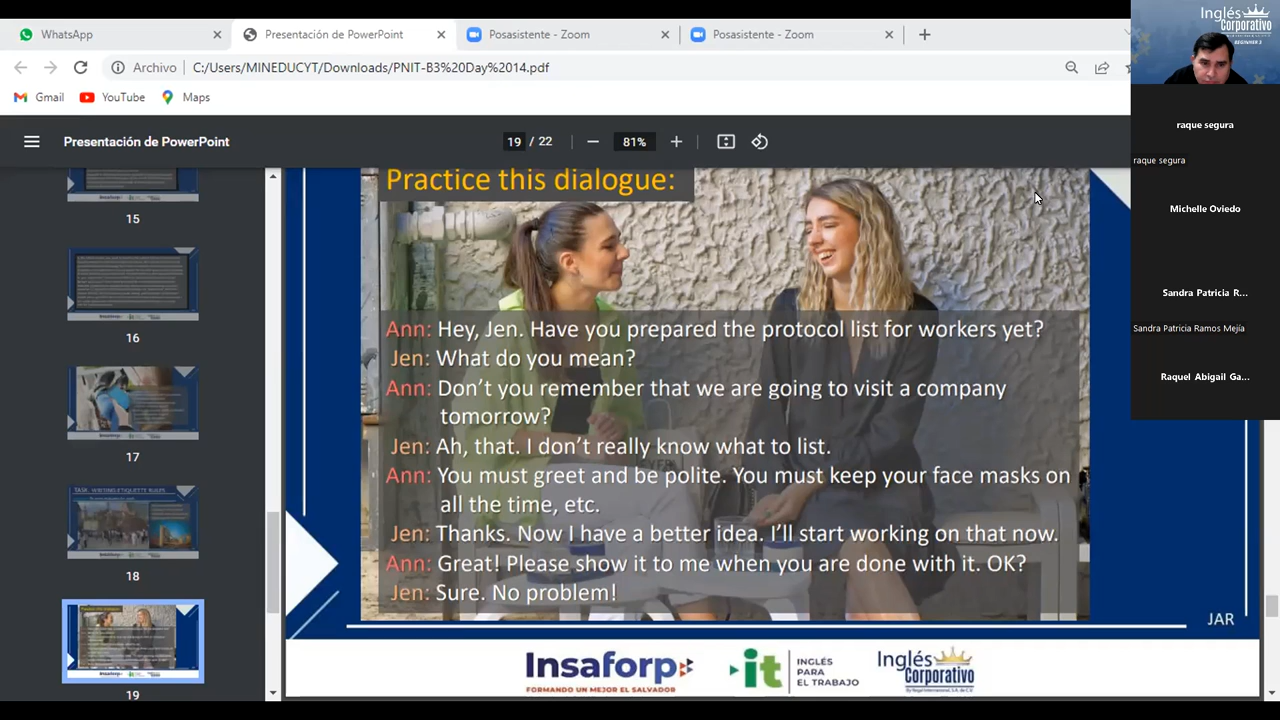 WhatsApp
Presentación de PowerPoint
Posasistente - Zoom
Posasistente - Zoom
Archivo
C:/Users/MINEDUCYT/Downloads/PNIT-B3%20Day%2014.pdf
Gmail
YouTube
Maps
Presentación de PowerPoint
19 / 22
81%
15
16
17
18
19
Practice this dialogue:
Ann: Hey, Jen. Have you prepared the protocol list for workers yet?
Jen: What do you mean?
Ann: Don't you remember that we are going to visit a company
tomorrow?
Jen: Ah, that. I don't really know what to list.
Ann: You must greet and be polite. You must keep your face masks on
all the time, etc.
Jen: Thanks. Now I have a better idea. I'll start working on that now.
Ann: Great! Please show it to me when you are done with it. OK?
Jen: Sure. No problem!
JAR
Insaforp
FORMANDO UN MEJOR EL SALVADOR
it
INGLÉS
PARA
EL TRABAJO
Inglés
Corporativo
Inglés
Corporativo
BEGINNER 3
raque segura
raque segura
Michelle Oviedo
Sandra Patricia R...
Sandra Patricia Ramos Mejía
Raquel Abigail Ga...